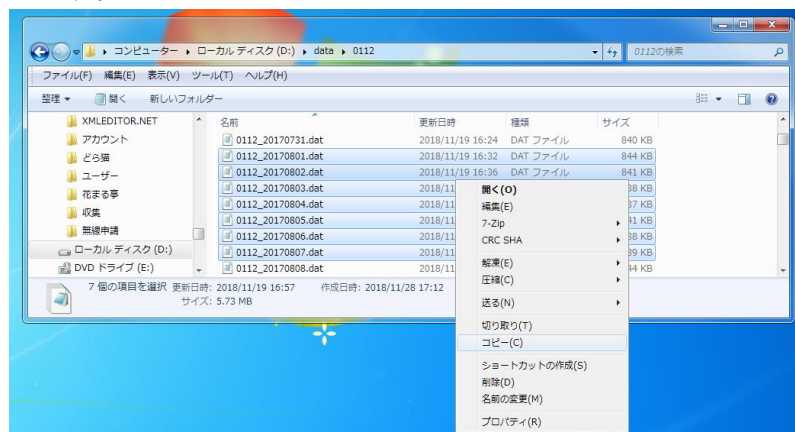 コンピューター ▸ ローカル ディスク (D:) ▸ data ▸ 0112
0112の検索
ファイル(F) 編集(E) 表示(V) ツール(T) ヘルプ(H)
整理 ▾ 開く 新しいフォルダー
名前 更新日時 種類 サイズ
XMLEDITOR.NET
アカウント
どら猫
ユーザー
花まる亭
収集
無線申請
ローカル ディスク (D:)
DVD ドライブ (E:)
0112_20170731.dat 2018/11/19 16:24 DAT ファイル 840 KB
0112_20170801.dat 2018/11/19 16:32 DAT ファイル 844 KB
0112_20170802.dat 2018/11/19 16:36 DAT ファイル 841 KB
0112_20170803.dat 2018/11 38 KB
0112_20170804.dat 2018/11 37 KB
0112_20170805.dat 2018/11 41 KB
0112_20170806.dat 2018/11 38 KB
0112_20170807.dat 2018/11 39 KB
0112_20170808.dat 2018/11 44 KB
開く(O)
編集(E)
7-Zip
CRC SHA
解凍(E)
圧縮(C)
送る(N)
切り取り(T)
コピー(C)
ショートカットの作成(S)
削除(D)
名前の変更(M)
プロパティ(R)
7 個の項目を選択 更新日時: 2018/11/19 16:57 作成日時: 2018/11/28 17:12
サイズ: 5.73 MB